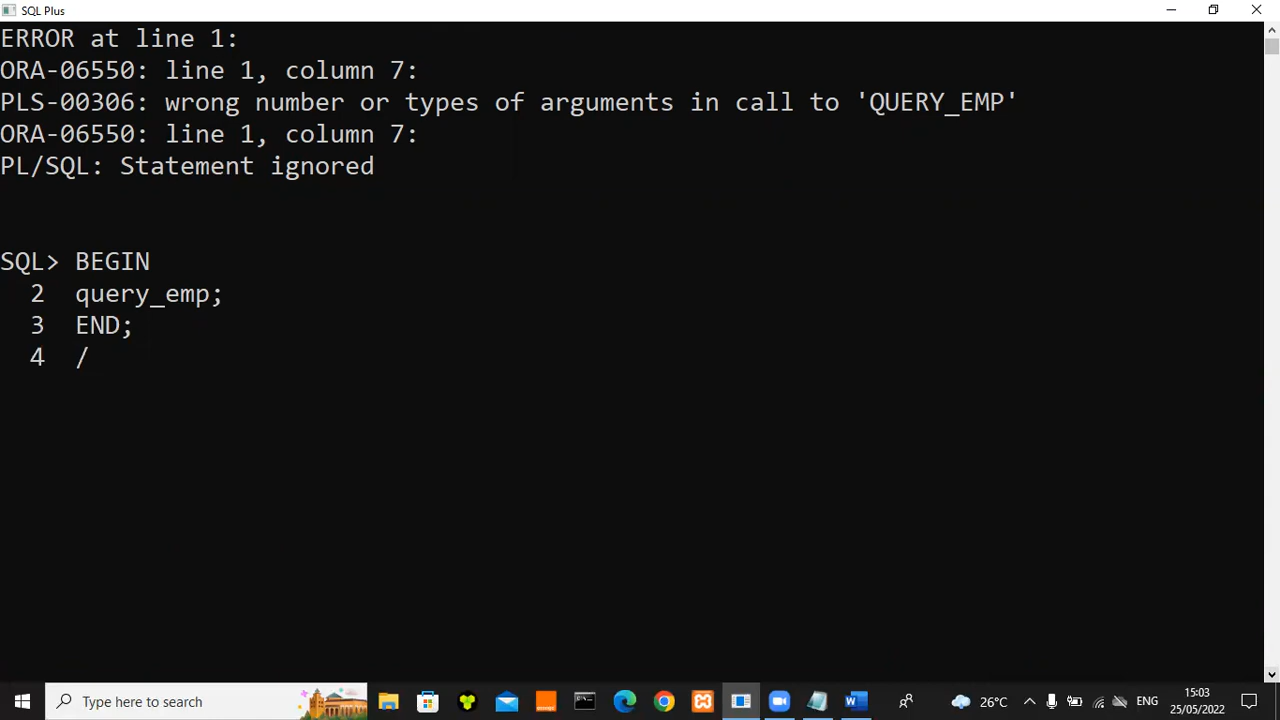 SQL Plus
ERROR at line 1:
ORA-06550: line 1, column 7:
PLS-00306: wrong number or types of arguments in call to 'QUERY_EMP'
ORA-06550: line 1, column 7:
PL/SQL: Statement ignored
SQL> BEGIN
2 query_emp;
3 END;
4 /
Type here to search
26°C
ENG
15:03
25/05/2022